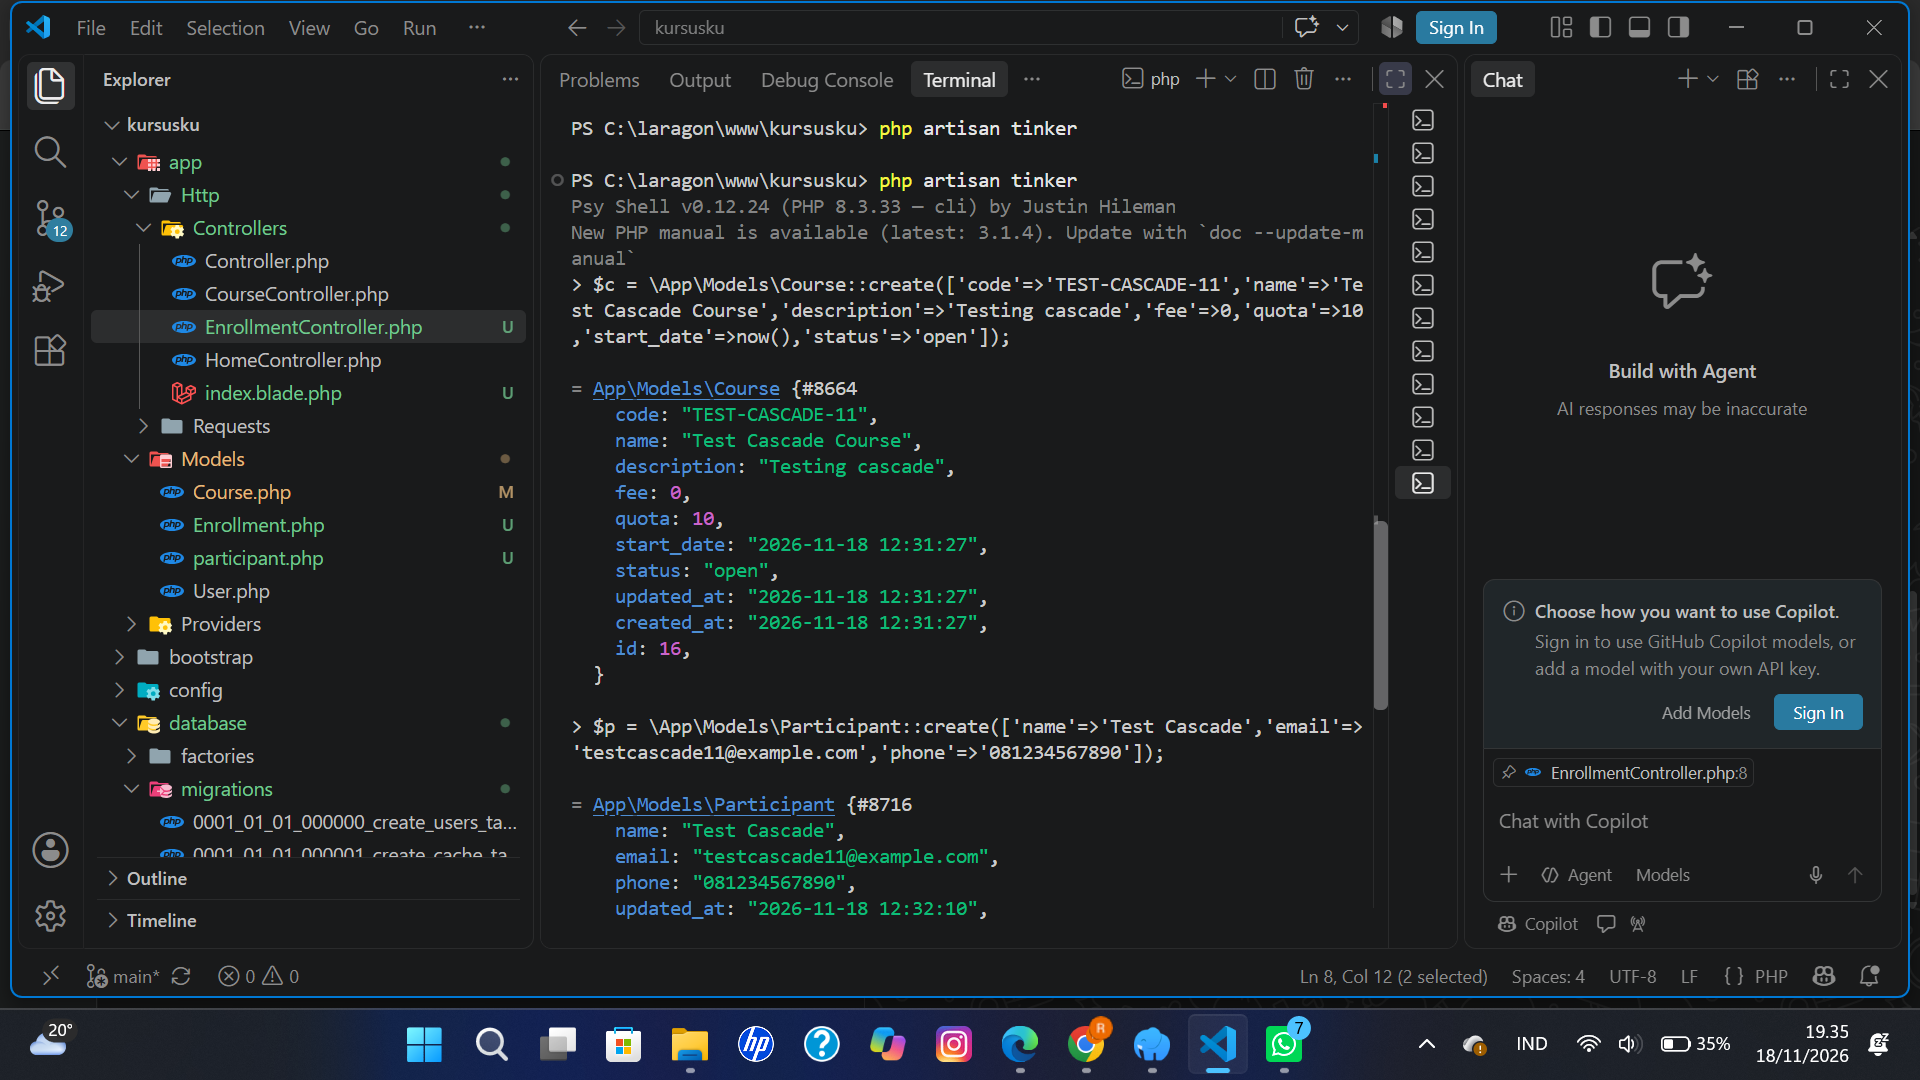 File Edit Selection View Go Run
kursusku
Sign In
Explorer
kursusku
app
Http
Controllers
Controller.php
CourseController.php
EnrollmentController.php U
HomeController.php
index.blade.php U
Requests
Models
Course.php M
Enrollment.php U
participant.php U
User.php
Providers
bootstrap
config
database
factories
migrations
0001_01_01_000000_create_users_ta...
0001_01_01_000001_create_cache_ta...
Outline
Timeline
12
Problems Output Debug Console Terminal
php
PS C:\laragon\www\kursusku> php artisan tinker
PS C:\laragon\www\kursusku> php artisan tinker
Psy Shell v0.12.24 (PHP 8.3.33 — cli) by Justin Hileman
New PHP manual is available (latest: 3.1.4). Update with `doc --update-m
anual`
> $c = \App\Models\Course::create(['code'=>'TEST-CASCADE-11','name'=>'Te
st Cascade Course','description'=>'Testing cascade','fee'=>0,'quota'=>10
,'start_date'=>now(),'status'=>'open']);
= App\Models\Course {#8664
code: "TEST-CASCADE-11",
name: "Test Cascade Course",
description: "Testing cascade",
fee: 0,
quota: 10,
start_date: "2026-11-18 12:31:27",
status: "open",
updated_at: "2026-11-18 12:31:27",
created_at: "2026-11-18 12:31:27",
id: 16,
}
> $p = \App\Models\Participant::create(['name'=>'Test Cascade','email'=>
'testcascade11@example.com','phone'=>'081234567890']);
= App\Models\Participant {#8716
name: "Test Cascade",
email: "testcascade11@example.com",
phone: "081234567890",
updated_at: "2026-11-18 12:32:10",
Chat
Build with Agent
AI responses may be inaccurate
Choose how you want to use Copilot.
Sign in to use GitHub Copilot models, or
add a model with your own API key.
Add Models Sign In
EnrollmentController.php:8
Chat with Copilot
Agent Models
Copilot
main* 0 0
Ln 8, Col 12 (2 selected) Spaces: 4 UTF-8 LF { } PHP
20°
hp
R
7
IND
35%
19.35
18/11/2026